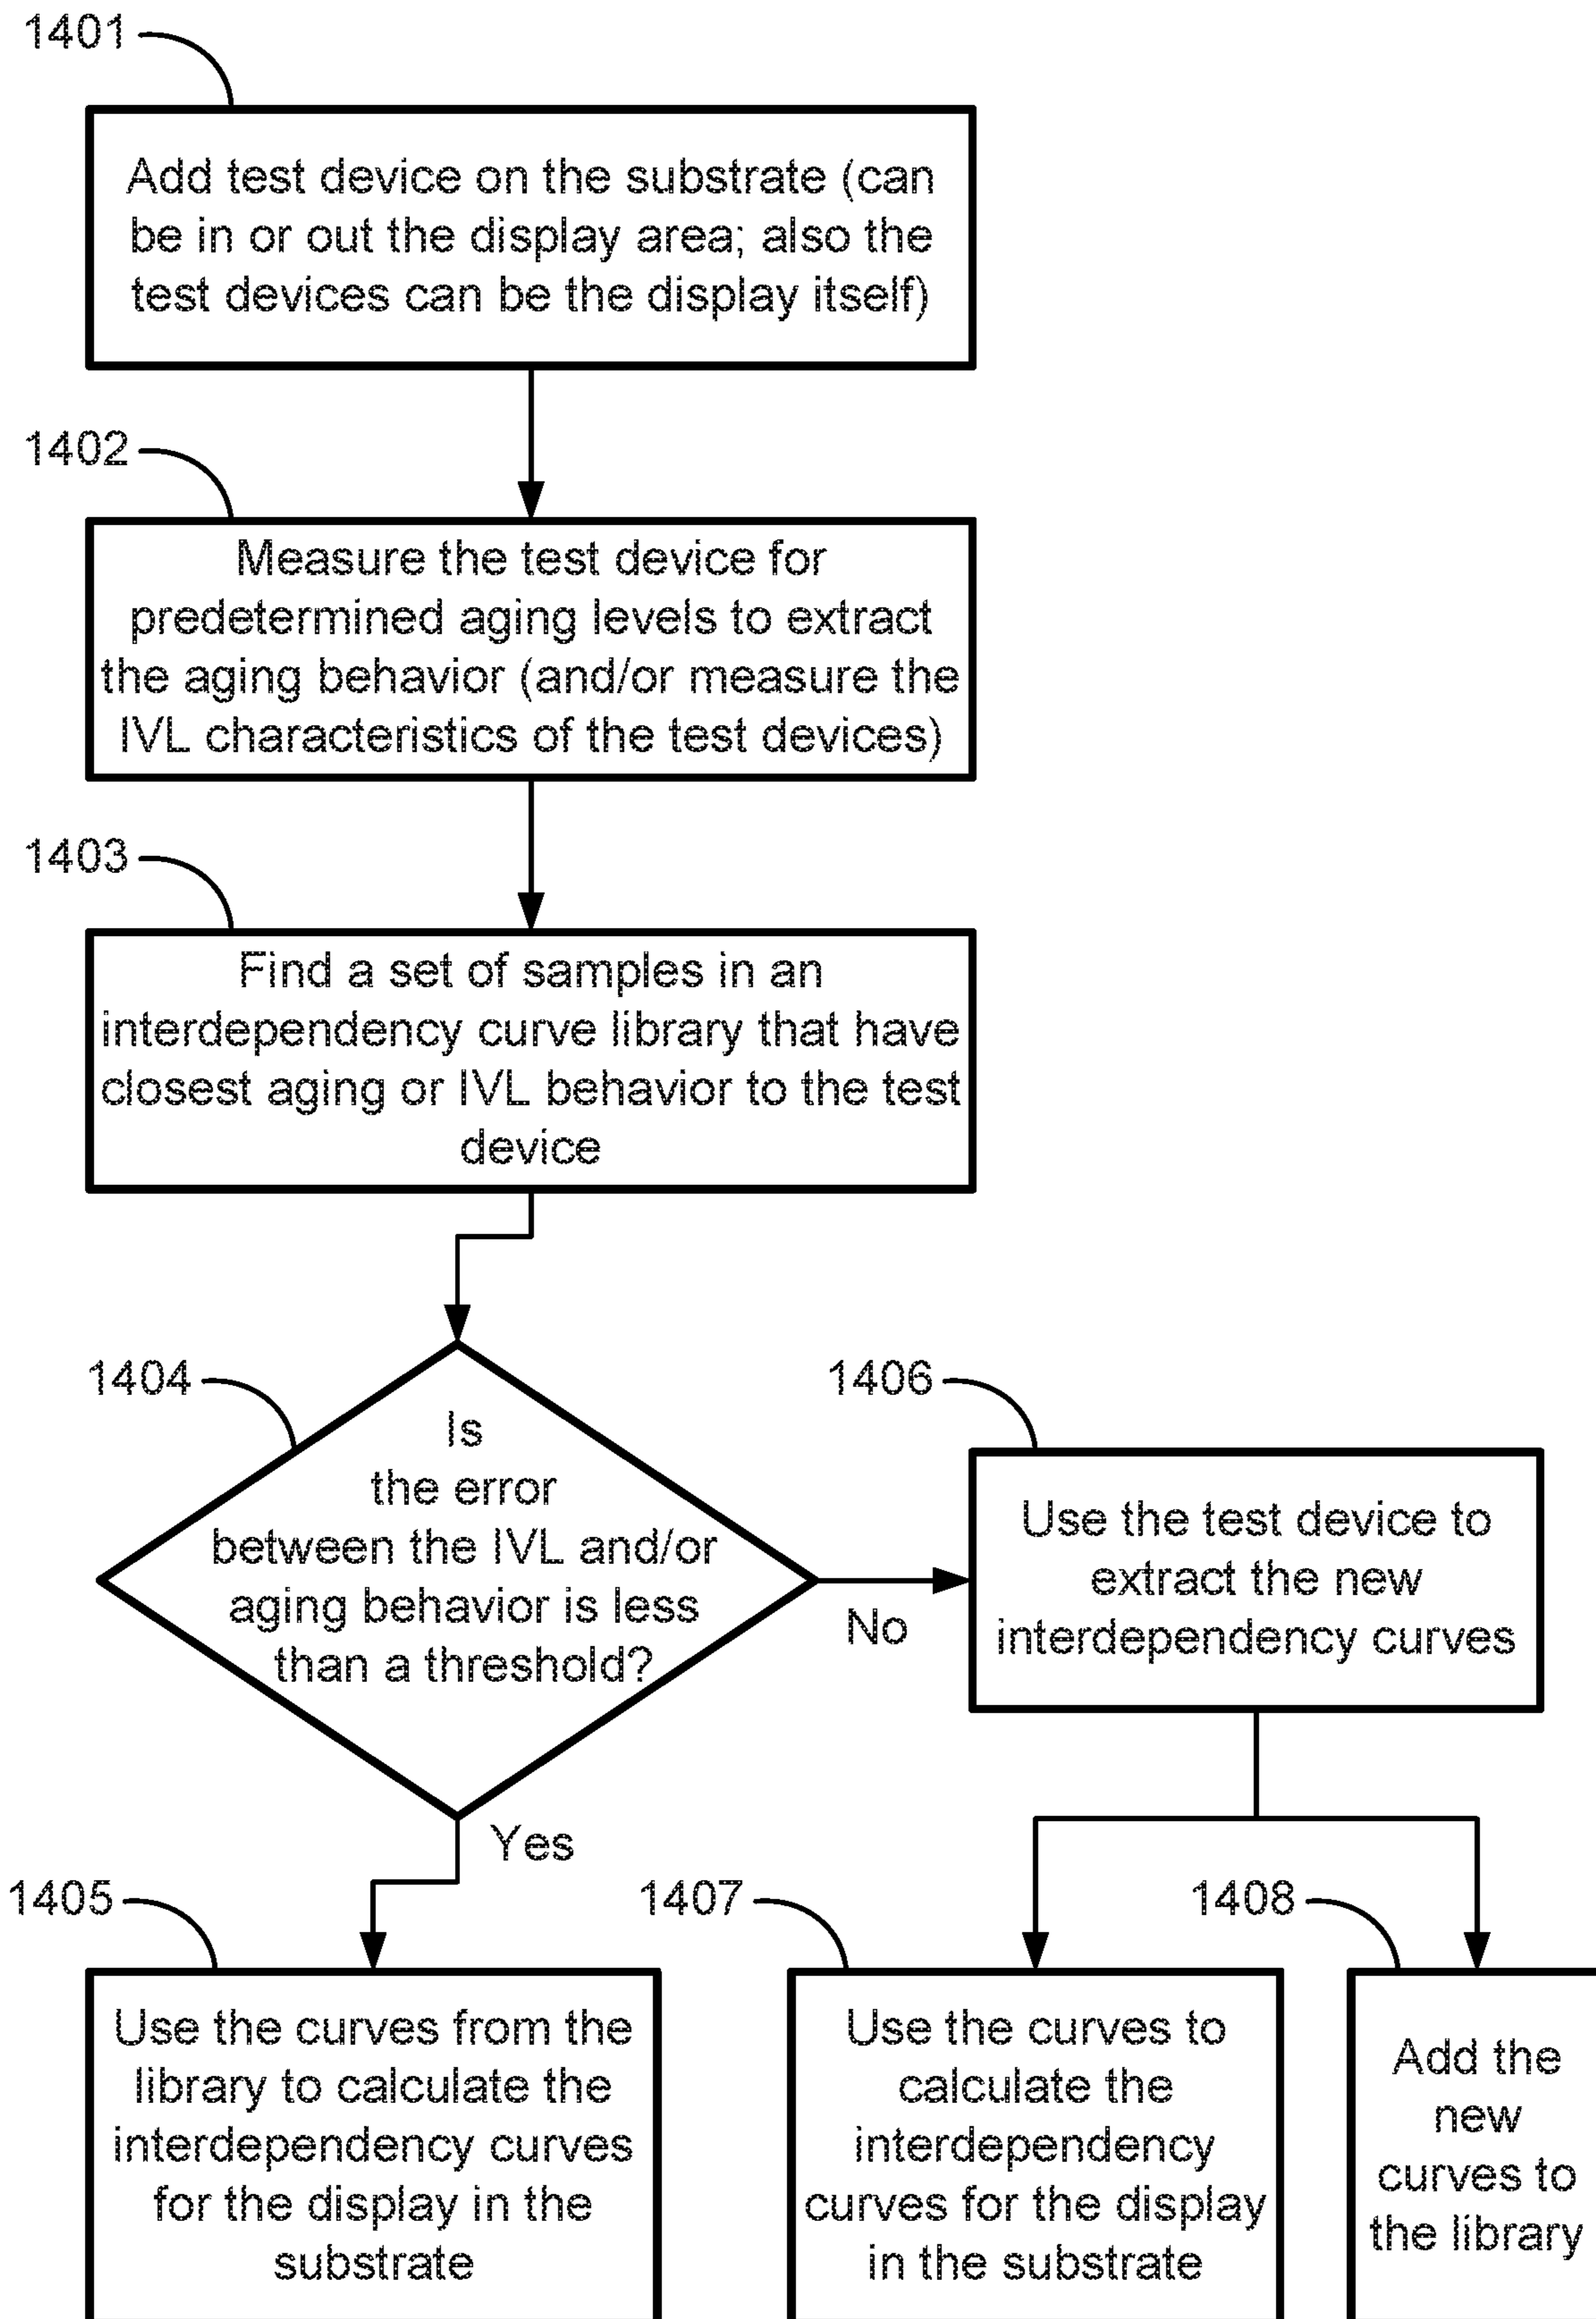 1401
Add test device on the substrate (can
be in or out the display area; also the
test devices can be the display itself)
1402
Measure the test device for
predetermined aging levels to extract
the aging behavior (and/or measure the
IVL characteristics of the test devices)
1403
Find a set of samples in an
interdependency curve library that have
closest aging or IVL behavior to the test
device
1404
Is
the error
between the IVL and/or
aging behavior is less
than a threshold?
No
Yes
1406
Use the test device to
extract the new
interdependency curves
1405
Use the curves from the
library to calculate the
interdependency curves
for the display in the
substrate
1407
Use the curves to
calculate the
interdependency
curves for the display
in the substrate
1408
Add the
new
curves to
the library